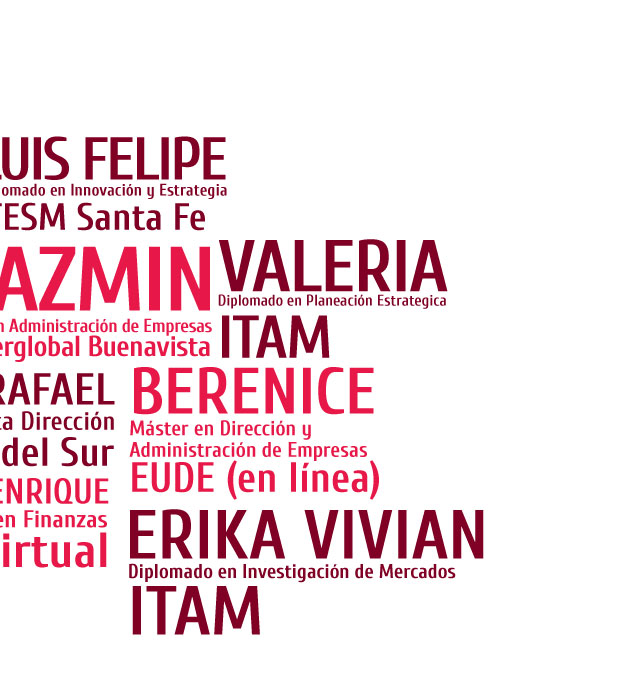 UIS FELIPE
lomado en Innovación y Estrategia
TESM Santa Fe
AZMIN
n Administración de Empresas
erglobal Buenavista
VALERIA
Diplomado en Planeación Estrategica
ITAM
RAFAEL
ta Dirección
del Sur
ENRIQUE
en Finanzas
irtual
BERENICE
Máster en Dirección y
Administración de Empresas
EUDE (en línea)
ERIKA VIVIAN
Diplomado en Investigación de Mercados
ITAM